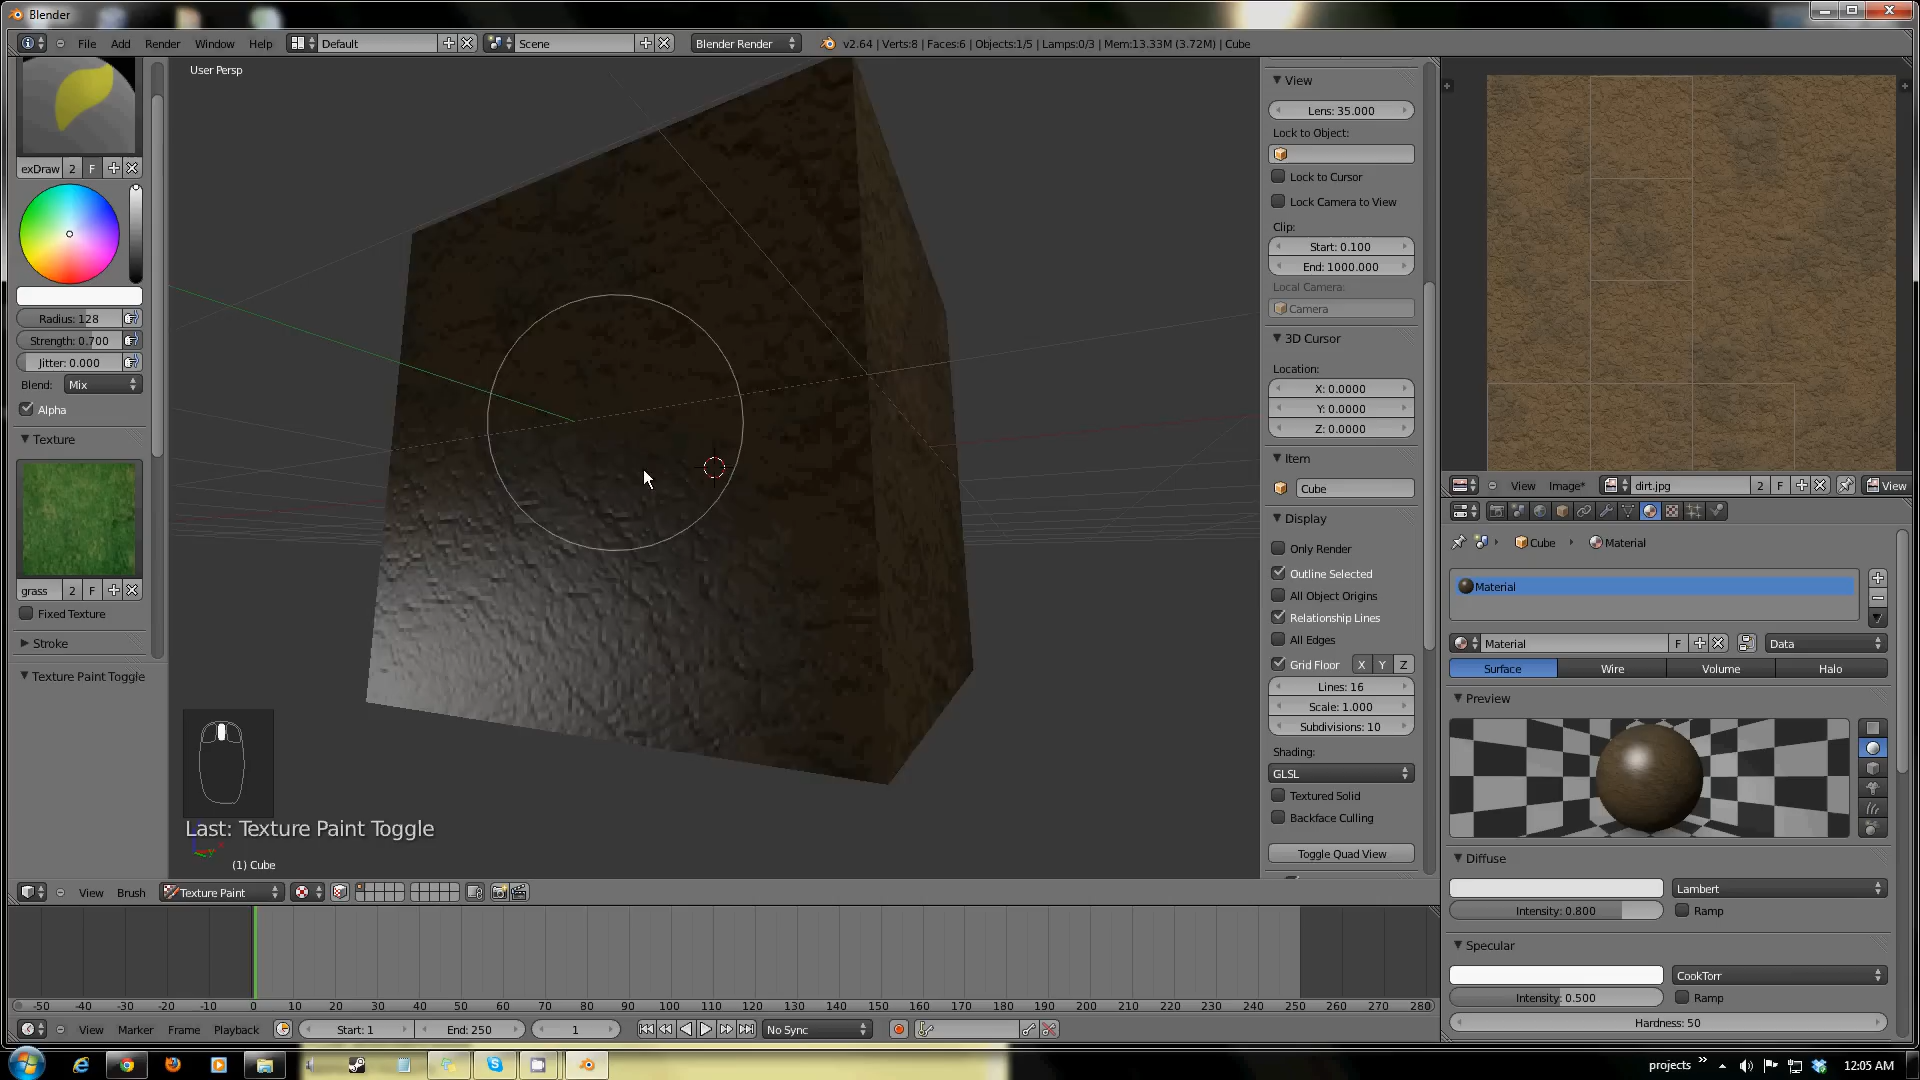 Blender
File Add Render Window Help Default Scene Blender Render v2.64 | Verts:8 | Faces:6 | Objects:1/5 | Lamps:0/3 | Mem:13.33M (3.72M) | Cube
User Persp
exDraw 2 F
Radius: 128
Strength: 0.700
Jitter: 0.000
Blend: Mix
Alpha
Texture
grass 2 F
Fixed Texture
Stroke
Texture Paint Toggle
Last: Texture Paint Toggle
(1) Cube
View
Lens: 35.000
Lock to Object:
Lock to Cursor
Lock Camera to View
Clip:
Start: 0.100
End: 1000.000
Local Camera:
Camera
3D Cursor
Location:
X: 0.0000
Y: 0.0000
Z: 0.0000
Item
Cube
Display
Only Render
Outline Selected
All Object Origins
Relationship Lines
All Edges
Grid Floor X Y Z
Lines: 16
Scale: 1.000
Subdivisions: 10
Shading:
GLSL
Textured Solid
Backface Culling
Toggle Quad View
View Image* dirt.jpg 2 F View
Cube Material
Material
Material F Data
Surface Wire Volume Halo
Preview
Diffuse
Lambert
Intensity: 0.800 Ramp
Specular
CookTorr
Intensity: 0.500 Ramp
Hardness: 50
View Brush Texture Paint
-50 -40 -30 -20 -10 0 10 20 30 40 50 60 70 80 90 100 110 120 130 140 150 160 170 180 190 200 210 220 230 240 250 260 270 280
View Marker Frame Playback Start: 1 End: 250 1 No Sync
projects 12:05 AM